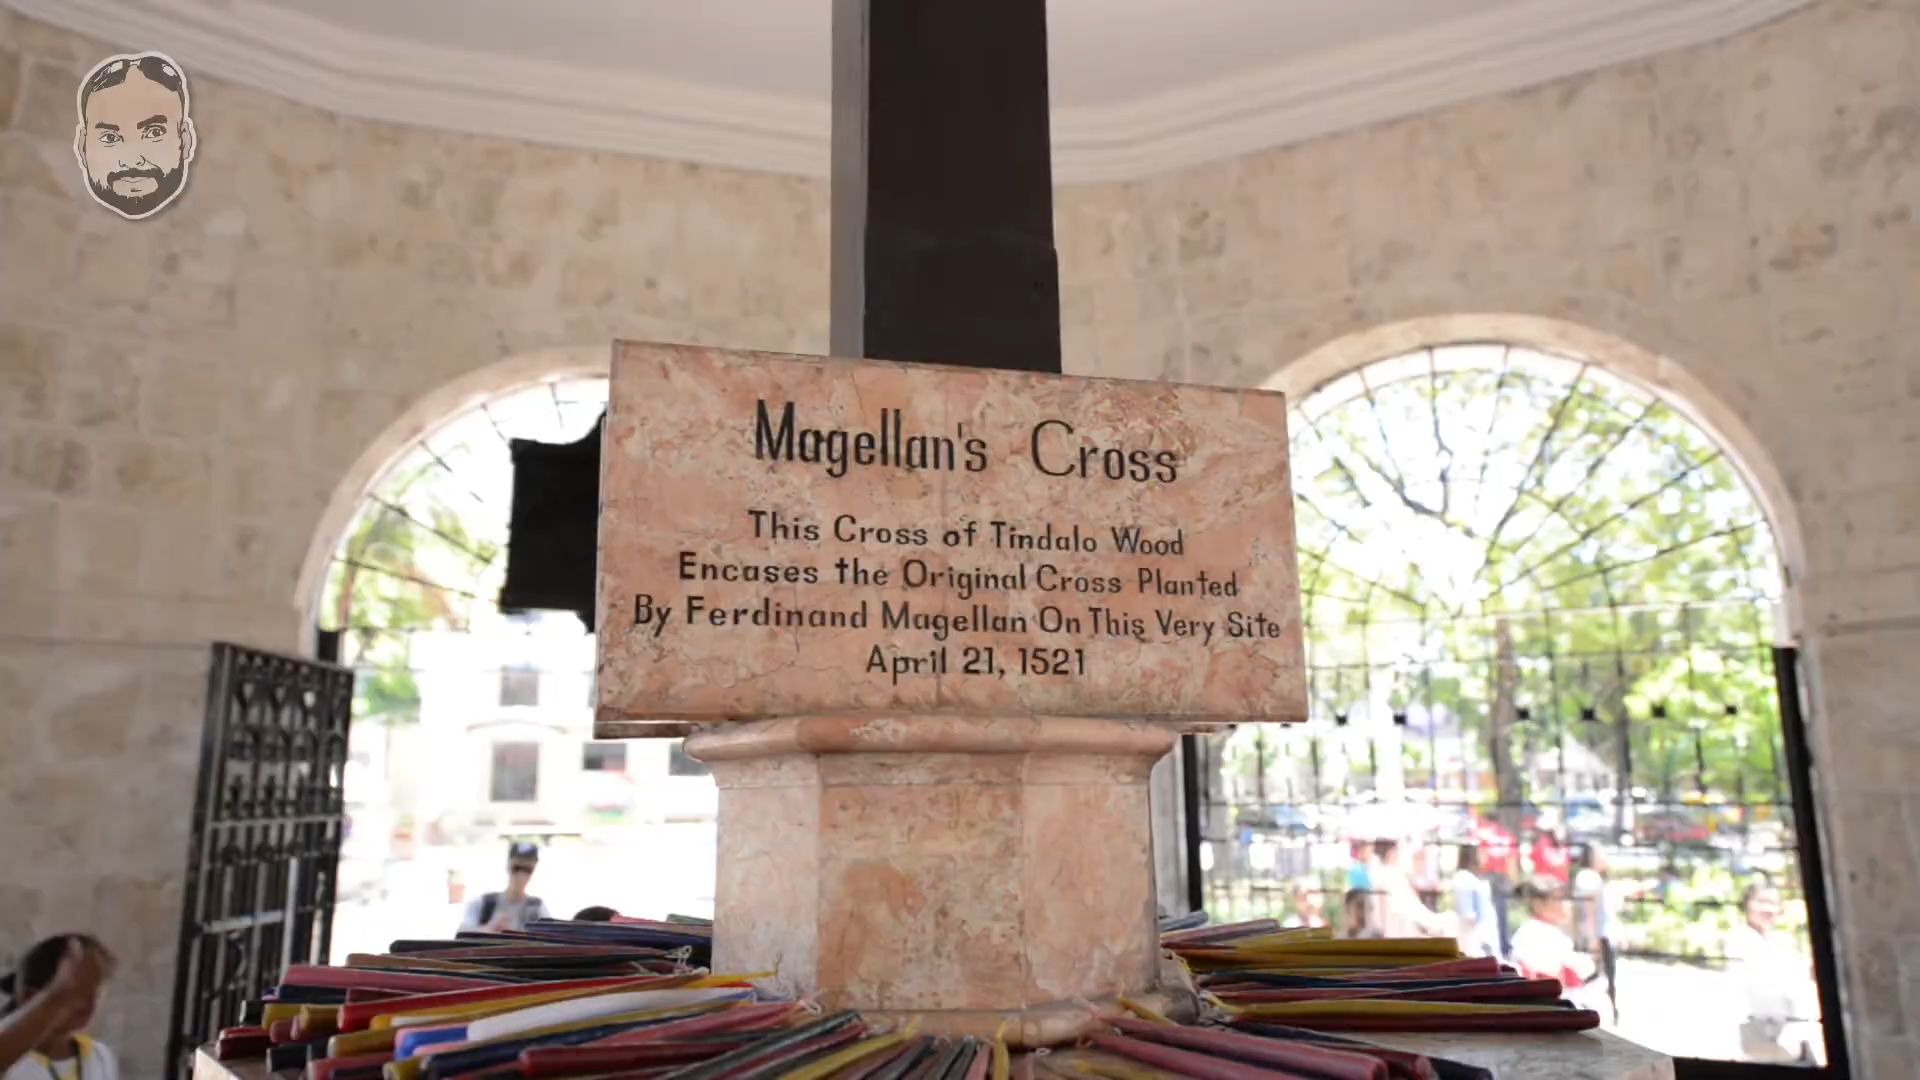 Magellan's Cross
This Cross of Tindalo Wood
Encases the Original Cross Planted
By Ferdinand Magellan On This Very Site
April 21, 1521